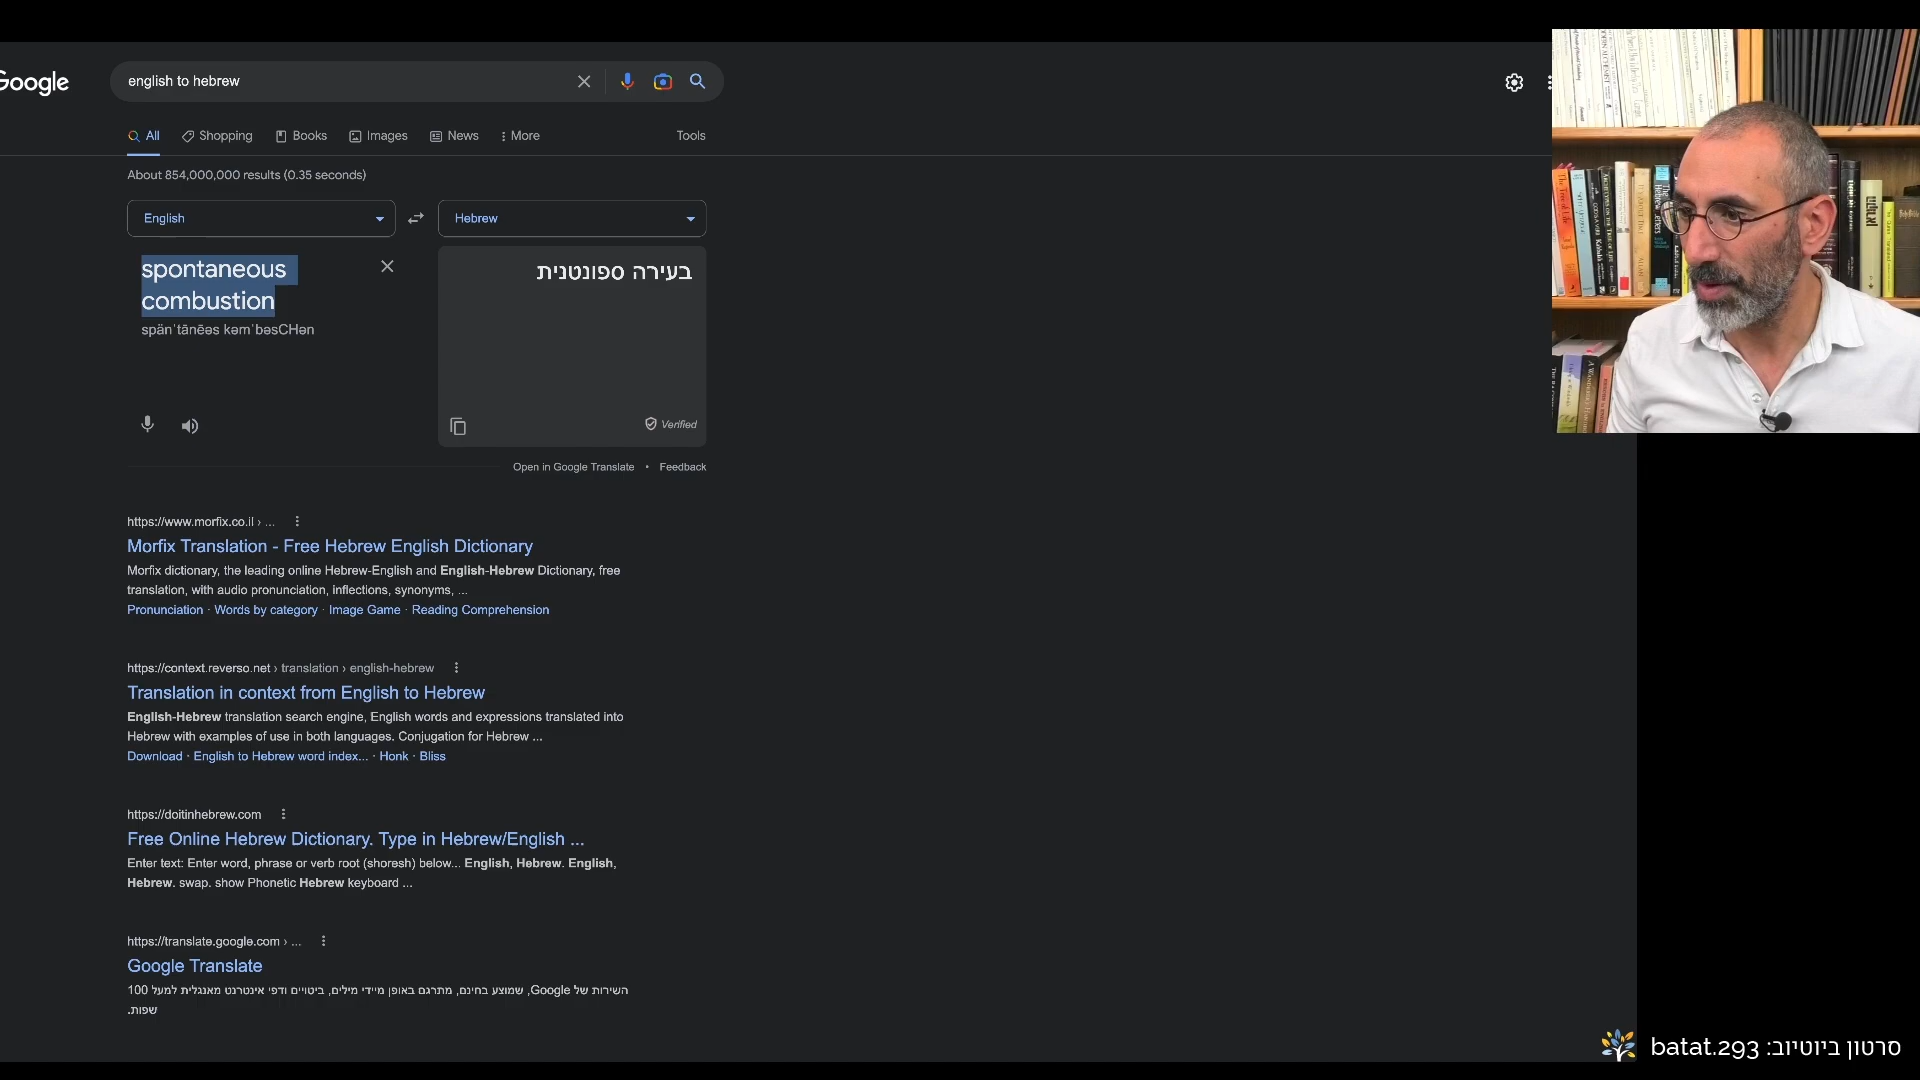 Google
english to hebrew
All
Shopping
Books
Images
News
More
Tools
About 854,000,000 results (0.35 seconds)
English
Hebrew
spontaneous
combustion
spänˈtānēəs kəmˈbəsCHən
בעירה ספונטנית
Verified
Open in Google Translate • Feedback
https://www.morfix.co.il › ...
Morfix Translation - Free Hebrew English Dictionary
Morfix dictionary, the leading online Hebrew-English and English-Hebrew Dictionary, free
translation, with audio pronunciation, inflections, synonyms, ...
Pronunciation · Words by category · Image Game · Reading Comprehension
https://context.reverso.net › translation › english-hebrew
Translation in context from English to Hebrew
English-Hebrew translation search engine, English words and expressions translated into
Hebrew with examples of use in both languages. Conjugation for Hebrew ...
Download · English to Hebrew word index... · Honk · Bliss
https://doitinhebrew.com
Free Online Hebrew Dictionary. Type in Hebrew/English ...
Enter text: Enter word, phrase or verb root (shoresh) below... English, Hebrew. English,
Hebrew. swap. show Phonetic Hebrew keyboard ...
https://translate.google.com › ...
Google Translate
השירות של Google, שמוצע בחינם, מתרגם באופן מיידי מילים, ביטויים ודפי אינטרנט מאנגלית למעל 100
שפות.
סרטון ביוטיוב: batat.293